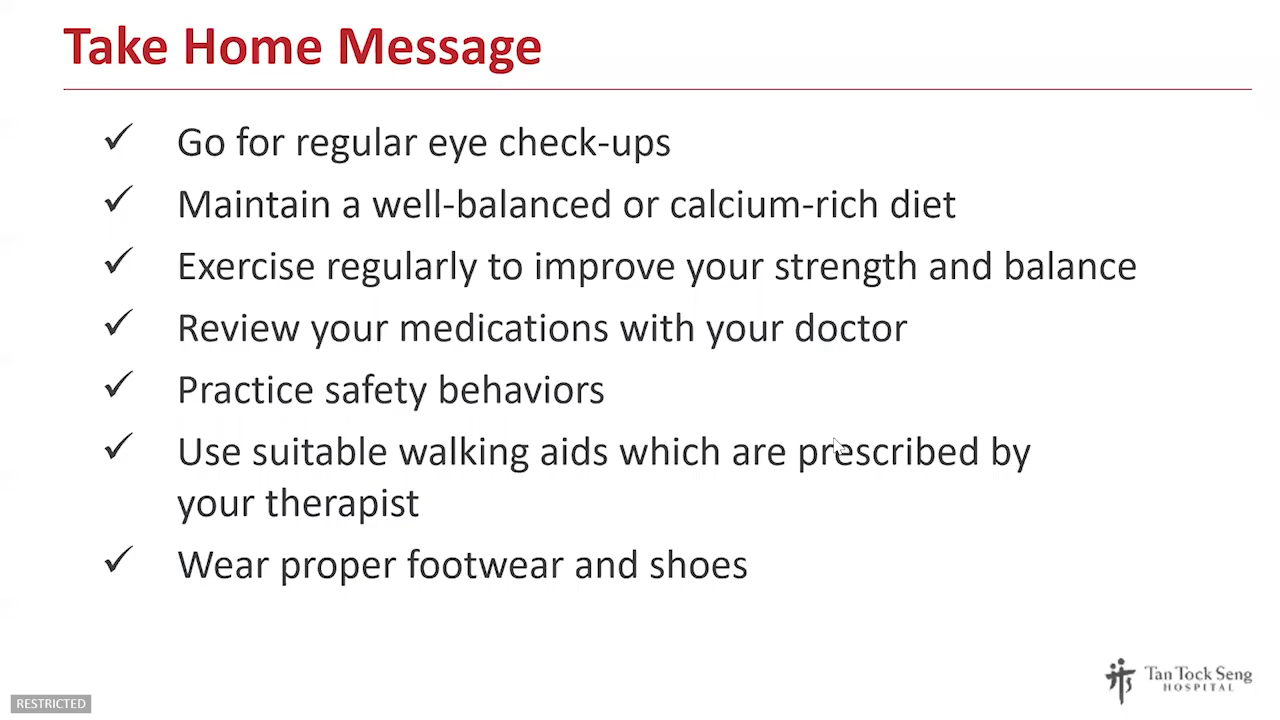 Take Home Message
✓ Go for regular eye check-ups
✓ Maintain a well-balanced or calcium-rich diet
✓ Exercise regularly to improve your strength and balance
✓ Review your medications with your doctor
✓ Practice safety behaviors
✓ Use suitable walking aids which are prescribed by
your therapist
✓ Wear proper footwear and shoes
Tan Tock Seng
HOSPITAL
RESTRICTED